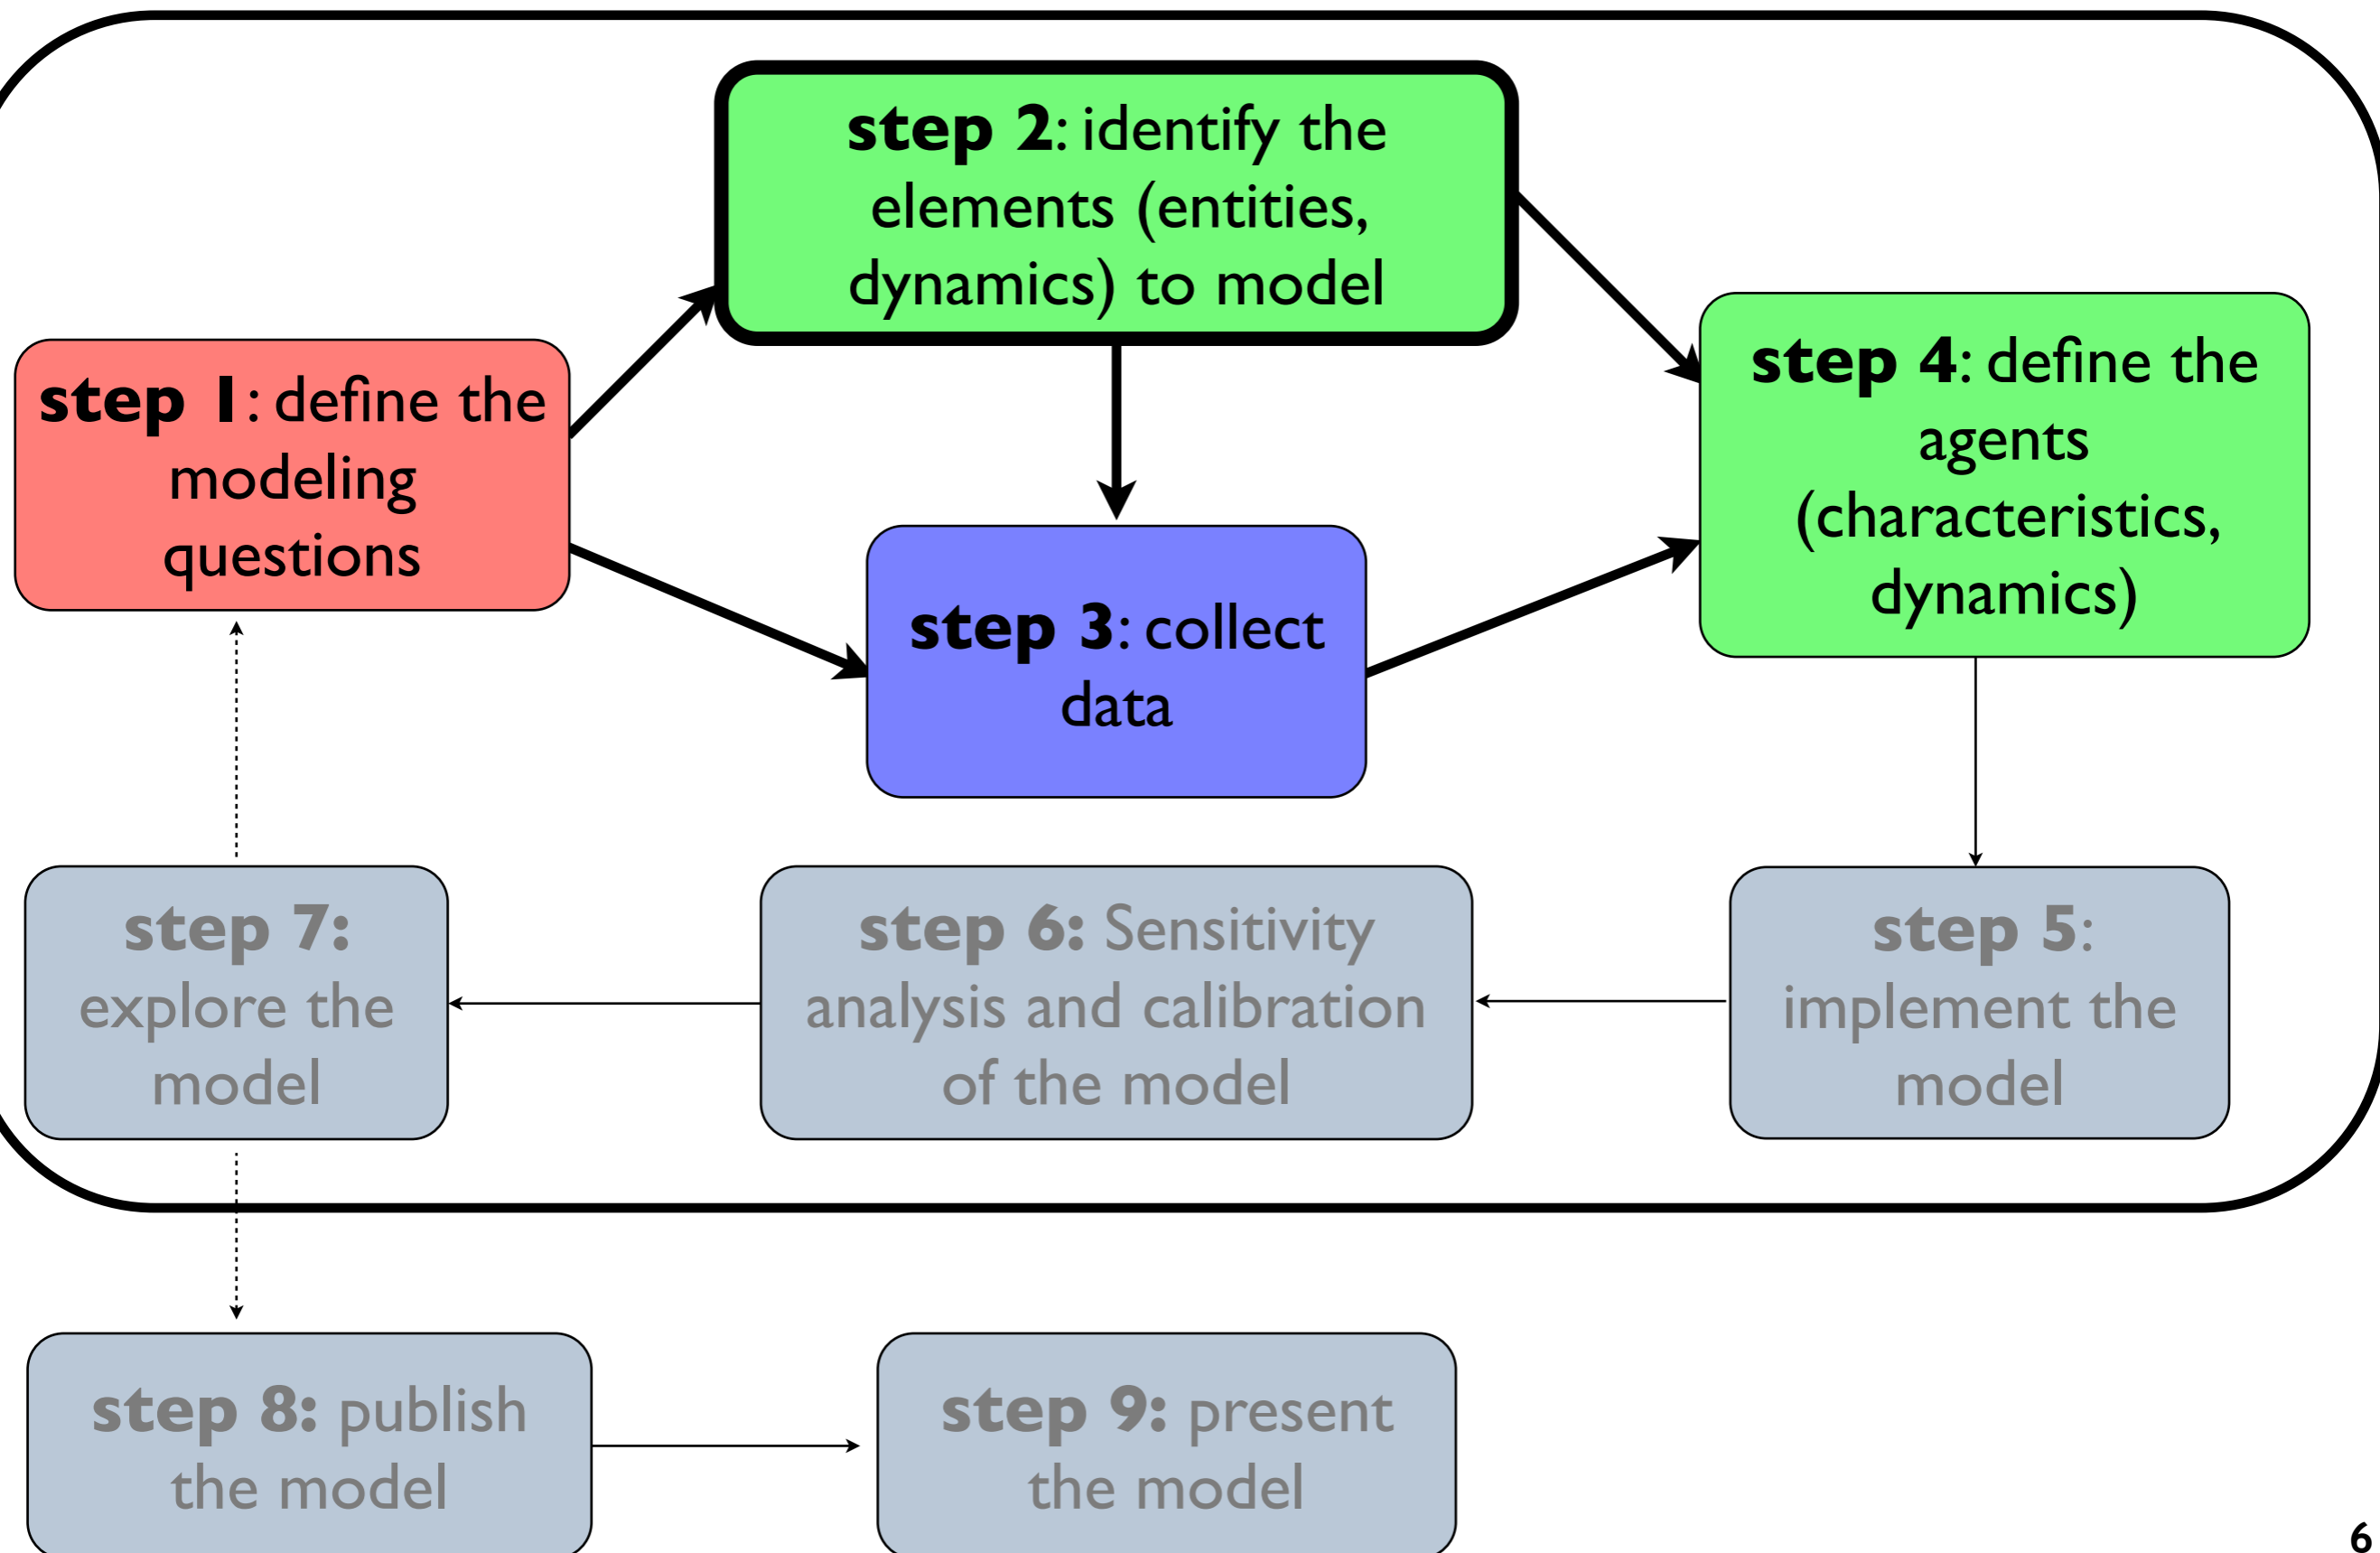 step 2: identify the
elements (entities,
dynamics) to model
step 1: define the
modeling
questions
step 4: define the
agents
(characteristics,
dynamics)
step 3: collect
data
step 7:
explore the
model
step 6: Sensitivity
analysis and calibration
of the model
step 5:
implement the
model
step 8: publish
the model
step 9: present
the model
6